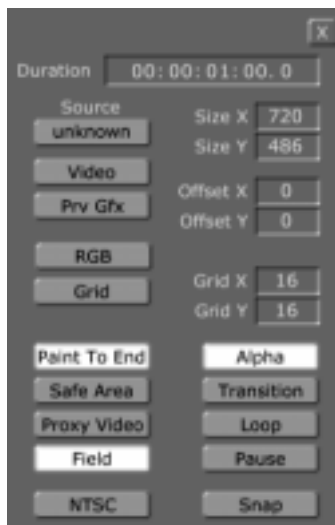 X
Duration 00:00:01:00.0
Source
unknown
Size X 720
Size Y 486
Video
Prv Gfx
Offset X 0
Offset Y 0
RGB
Grid
Grid X 16
Grid Y 16
Paint To End Alpha
Safe Area Transition
Proxy Video Loop
Field Pause
NTSC Snap